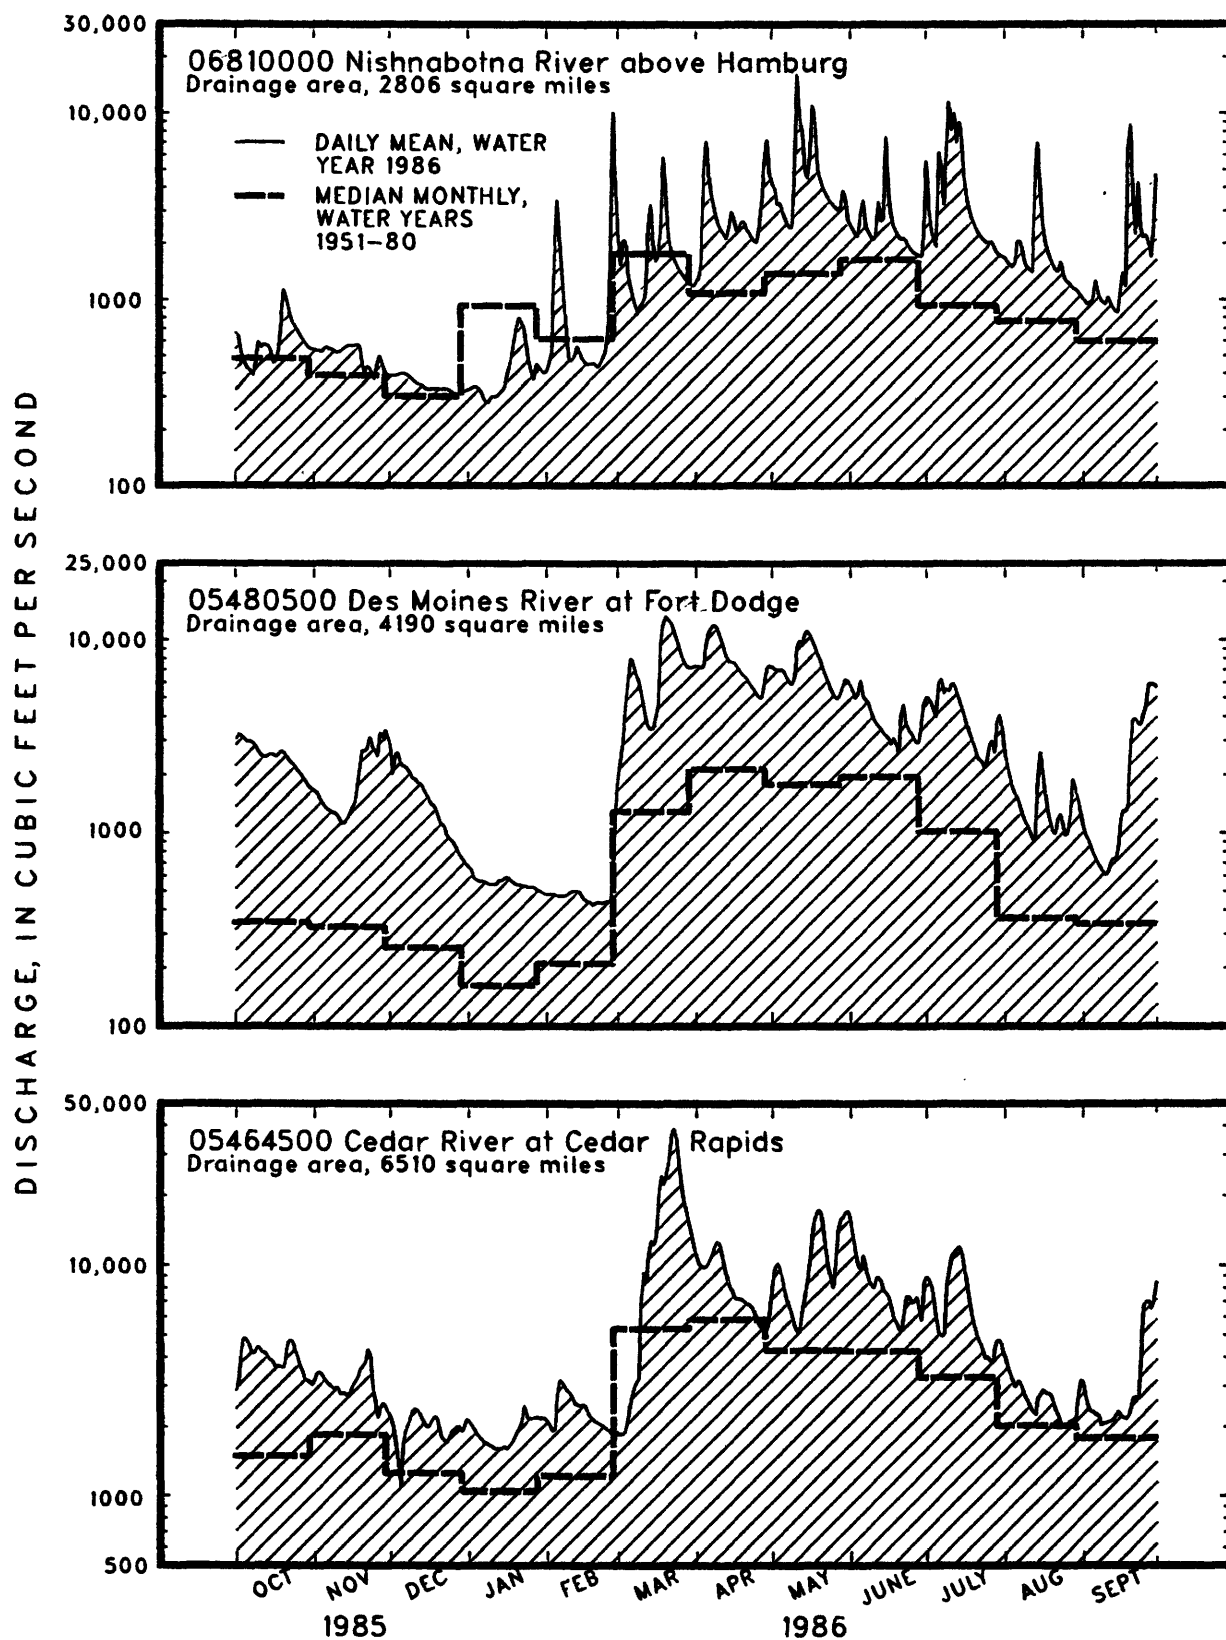 DISCHARGE, IN CUBIC FEET PER SECOND
30,000
06810000 Nishnabotna River above Hamburg
Drainage area, 2806 square miles
10,000
DAILY MEAN, WATER
YEAR 1986
MEDIAN MONTHLY,
WATER YEARS
1951-80
1000
100
25,000
05480500 Des Moines River at Fort Dodge
Drainage area, 4190 square miles
10,000
1000
100
50,000
05464500 Cedar River at Cedar Rapids
Drainage area, 6510 square miles
10,000
1000
500
OCT NOV DEC JAN FEB MAR APR MAY JUNE JULY AUG SEPT
1985 1986